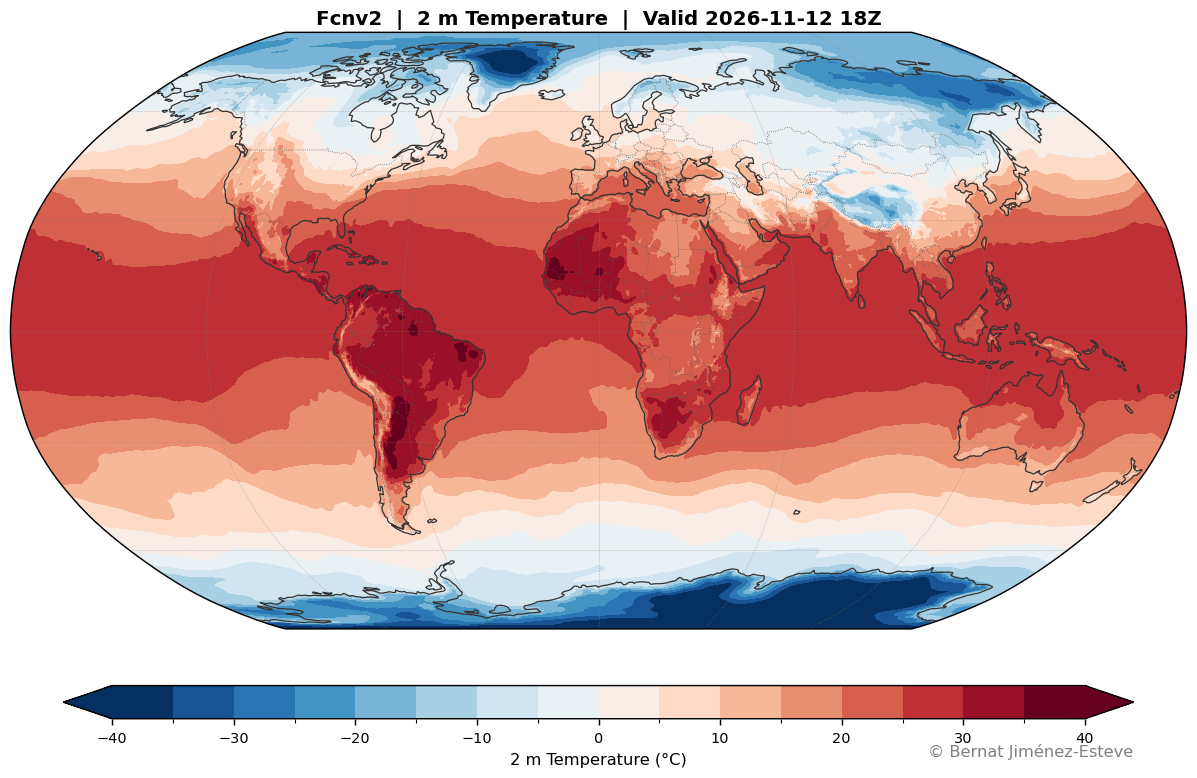 Fcnv2 | 2 m Temperature | Valid 2026-11-12 18Z
−40 −30 −20 −10 0 10 20 30 40
2 m Temperature (°C)
© Bernat Jiménez-Esteve